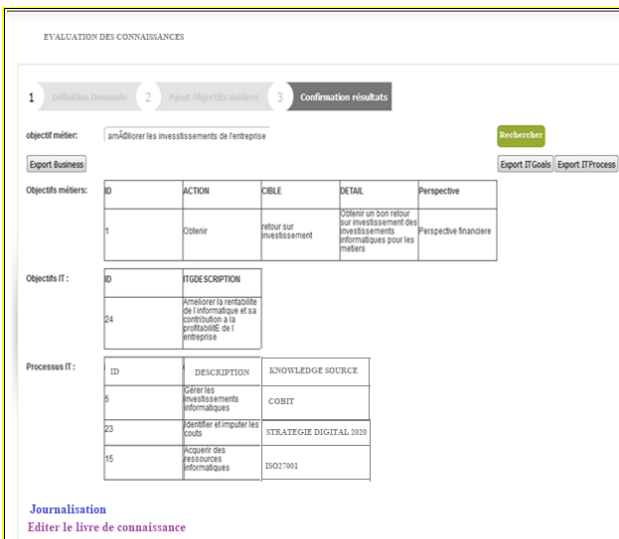 EVALUATION DES CONNAISSANCES
1 Définition Demande 2 Ajout Objectifs métiers 3 Confirmation résultats
objectif métier: amÃ©liorer les invesstissements de l'entreprise Rechercher
Export Business Export ITGoals Export ITProcess
Objectifs métiers: ID ACTION CIBLE DETAIL Perspective
1 Obtenir retour sur investissement Obtenir un bon retour sur investissement des investissements informatiques pour les metiers Perspective financiere
Objectifs IT : ID ITGDESCRIPTION
24 Ameliorer la rentabilite de l informatique et sa contribution a la profitabilitE de l entreprise
Processus IT : ID DESCRIPTION KNOWLEDGE SOURCE
5 Gérer les investissements informatiques COBIT
23 Identifier et imputer les couts STRATEGIE DIGITAL 2020
15 Acquerir des ressources informatiques ISO27001
Journalisation
Editer le livre de connaissance